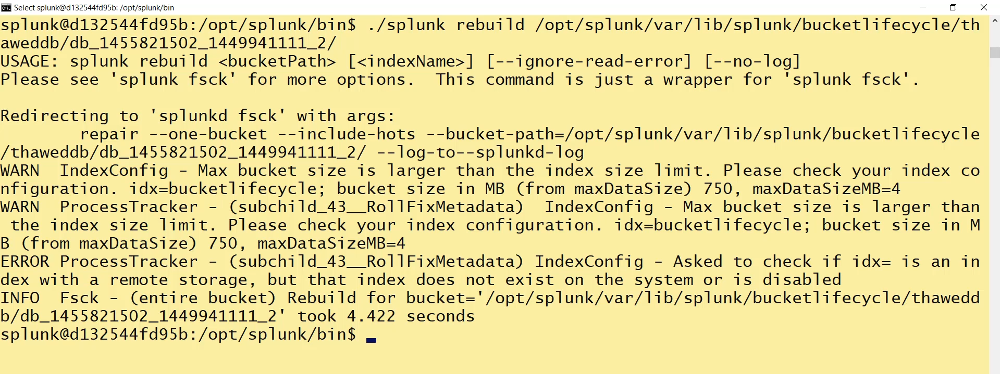 Select splunk@d132544fd95b: /opt/splunk/bin
splunk@d132544fd95b:/opt/splunk/bin$ ./splunk rebuild /opt/splunk/var/lib/splunk/bucketlifecycle/th
aweddb/db_1455821502_1449941111_2/
USAGE: splunk rebuild <bucketPath> [<indexName>] [--ignore-read-error] [--no-log]
Please see 'splunk fsck' for more options.  This command is just a wrapper for 'splunk fsck'.

Redirecting to 'splunkd fsck' with args:
        repair --one-bucket --include-hots --bucket-path=/opt/splunk/var/lib/splunk/bucketlifecycle
/thaweddb/db_1455821502_1449941111_2/ --log-to--splunkd-log
WARN  IndexConfig - Max bucket size is larger than the index size limit. Please check your index co
nfiguration. idx=bucketlifecycle; bucket size in MB (from maxDataSize) 750, maxDataSizeMB=4
WARN  ProcessTracker - (subchild_43__RollFixMetadata)  IndexConfig - Max bucket size is larger than
 the index size limit. Please check your index configuration. idx=bucketlifecycle; bucket size in M
B (from maxDataSize) 750, maxDataSizeMB=4
ERROR ProcessTracker - (subchild_43__RollFixMetadata) IndexConfig - Asked to check if idx= is an in
dex with a remote storage, but that index does not exist on the system or is disabled
INFO  Fsck - (entire bucket) Rebuild for bucket='/opt/splunk/var/lib/splunk/bucketlifecycle/thawedd
b/db_1455821502_1449941111_2' took 4.422 seconds
splunk@d132544fd95b:/opt/splunk/bin$